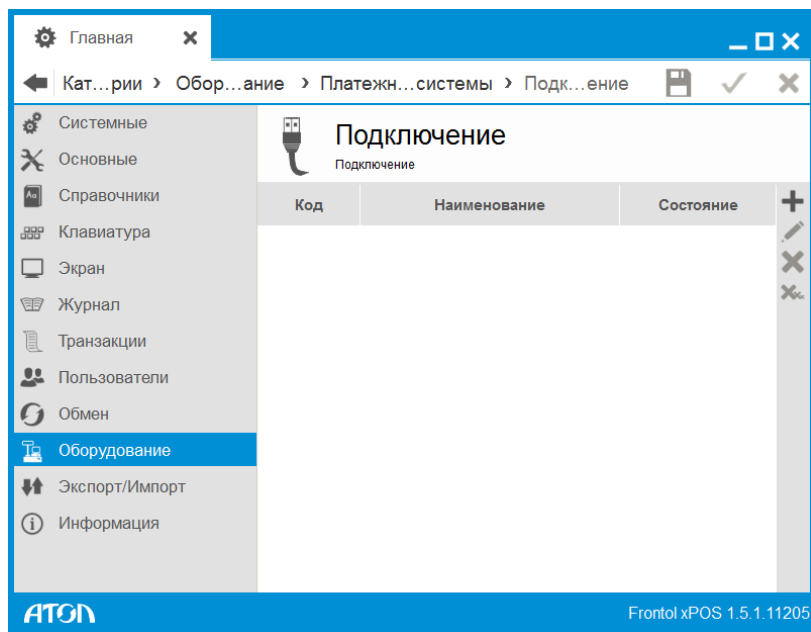 Главная
Кат...рии › Обор...ание › Платежн...системы › Подк...ение
Системные
Основные
Справочники
Клавиатура
Экран
Журнал
Транзакции
Пользователи
Обмен
Оборудование
Экспорт/Импорт
Информация
Подключение
Подключение
Код Наименование Состояние
ATOL
Frontol xPOS 1.5.1.11205